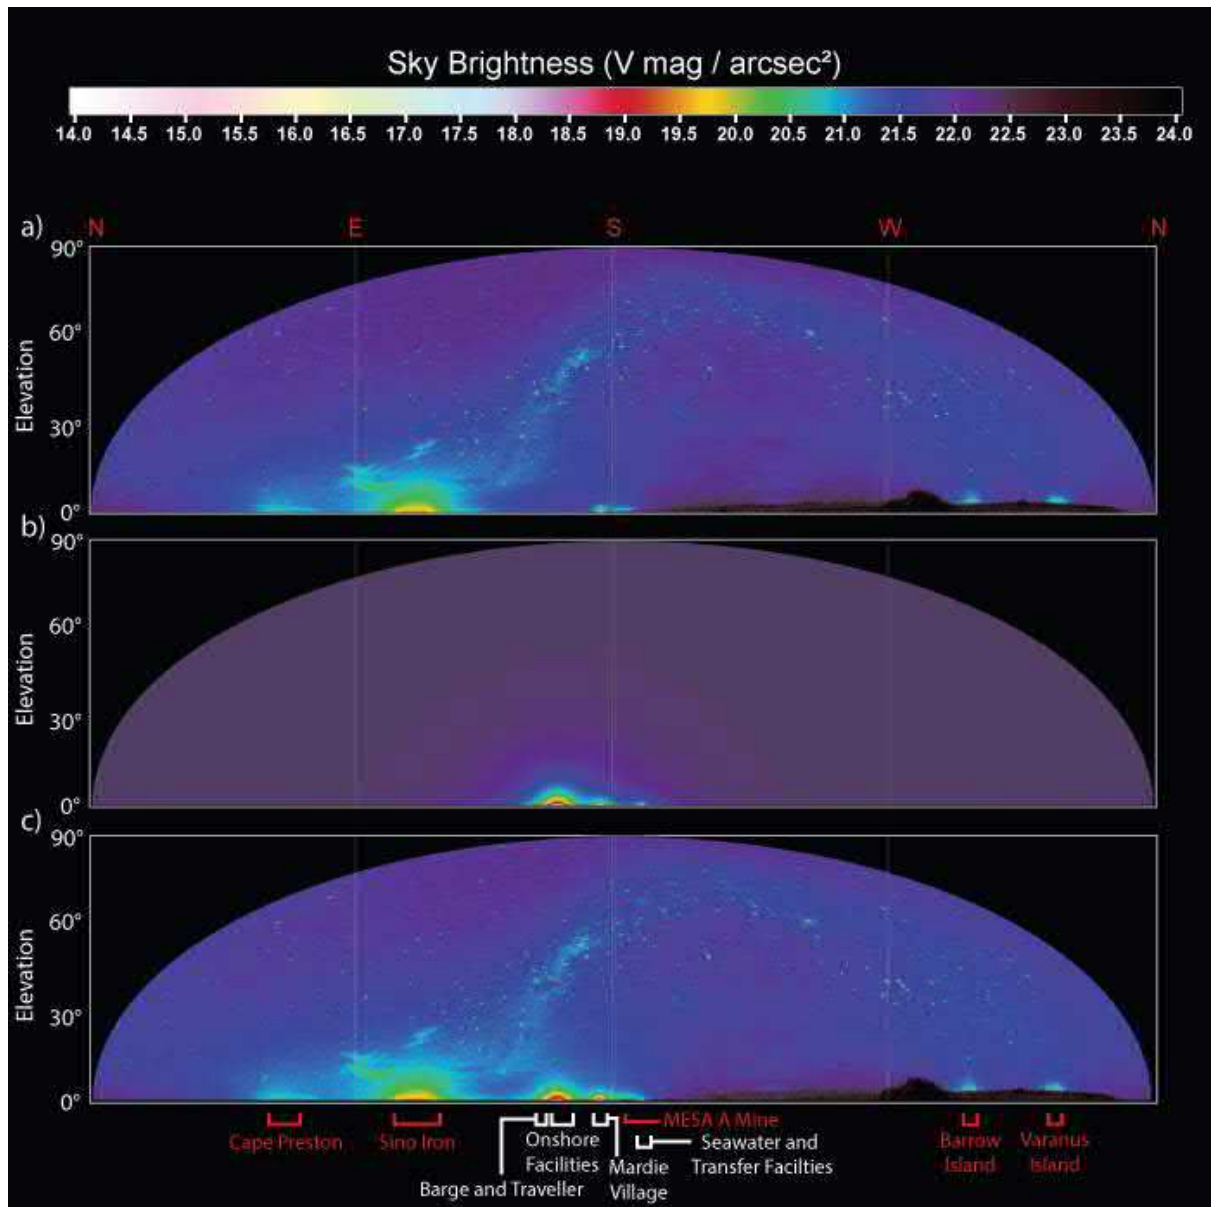 Sky Brightness (V mag / arcsec²)
14.0 14.5 15.0 15.5 16.0 16.5 17.0 17.5 18.0 18.5 19.0 19.5 20.0 20.5 21.0 21.5 22.0 22.5 23.0 23.5 24.0
a)
N E S W N
90°
60°
30°
0°
Elevation
b)
90°
60°
30°
0°
Elevation
c)
90°
60°
30°
0°
Elevation
Cape Preston
Sino Iron
Barge and Traveller
Onshore
Facilities
Mardie
Village
MESA A Mine
Seawater and
Transfer Facilties
Barrow
Island
Varanus
Island